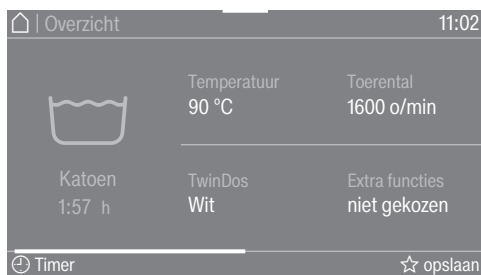 | Overzicht 11:02
Temperatuur Toerental
90 °C 1600 o/min
Katoen TwinDos Extra functies
1:57 h Wit niet gekozen
Timer opslaan